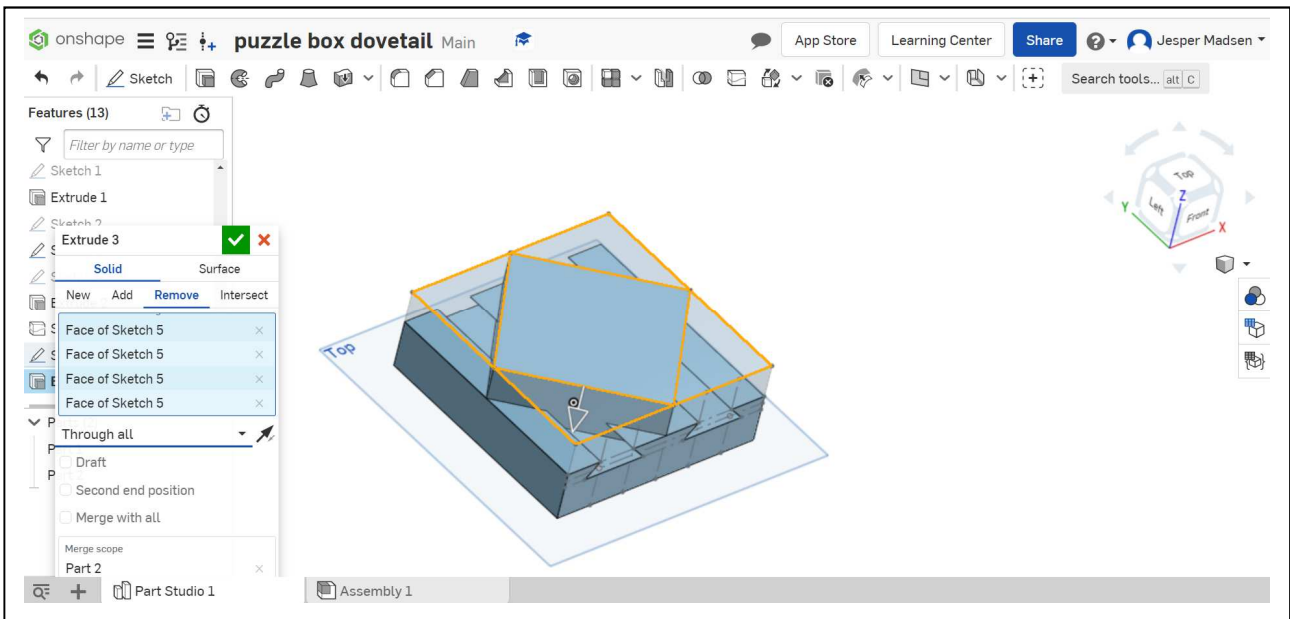 onshape puzzle box dovetail Main App Store Learning Center Share Jesper Madsen
Sketch Search tools... alt C
Features (13)
Filter by name or type
Sketch 1
Extrude 1
Sketch 2
Extrude 3
Solid Surface
New Add Remove Intersect
Face of Sketch 5
Face of Sketch 5
Face of Sketch 5
Face of Sketch 5
Through all
Draft
Second end position
Merge with all
Merge scope
Part 2
Top
Top
Left Front
Z
Y
X
Part Studio 1 Assembly 1